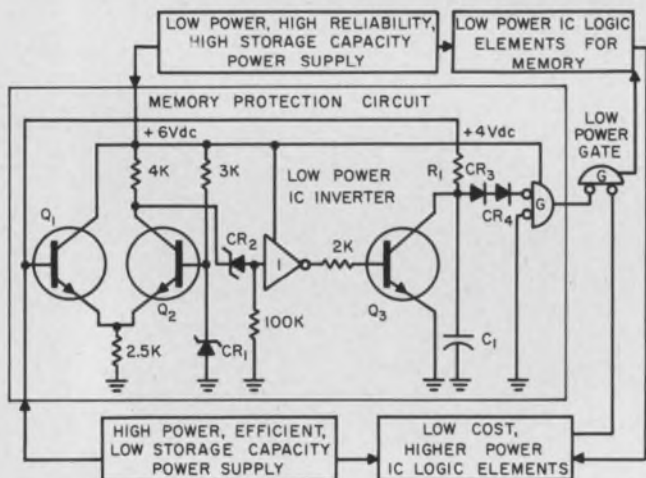 LOW POWER, HIGH RELIABILITY,
HIGH STORAGE CAPACITY
POWER SUPPLY
LOW POWER IC LOGIC
ELEMENTS FOR
MEMORY
MEMORY PROTECTION CIRCUIT
LOW
POWER
GATE
+6Vdc
+4Vdc
4K
3K
LOW POWER
IC INVERTER
R1
CR3
CR4
G
G
Q1
Q2
CR2
I
2K
Q3
100K
2.5K
CR1
C1
HIGH POWER, EFFICIENT,
LOW STORAGE CAPACITY
POWER SUPPLY
LOW COST,
HIGHER POWER
IC LOGIC ELEMENTS